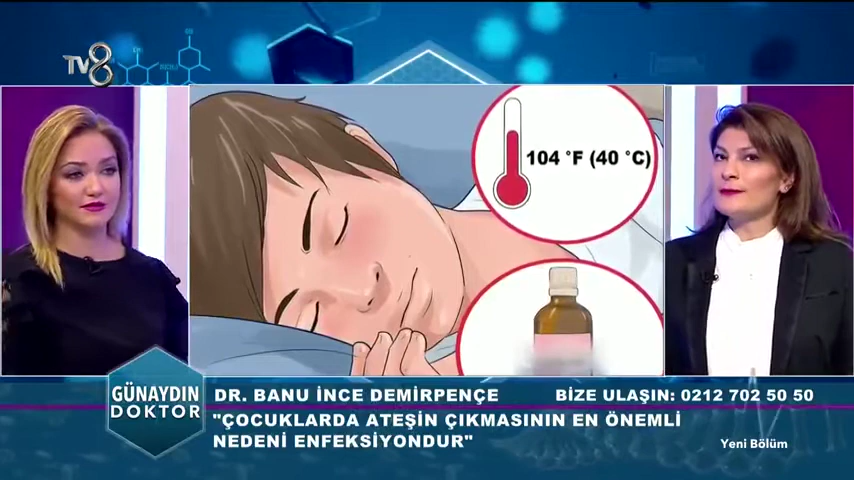 TV8
104 °F (40 °C)
GÜNAYDIN
DOKTOR
DR. BANU İNCE DEMİRPENÇE
BİZE ULAŞIN: 0212 702 50 50
"ÇOCUKLARDA ATEŞİN ÇIKMASININ EN ÖNEMLİ
NEDENİ ENFEKSİYONDUR"
Yeni Bölüm